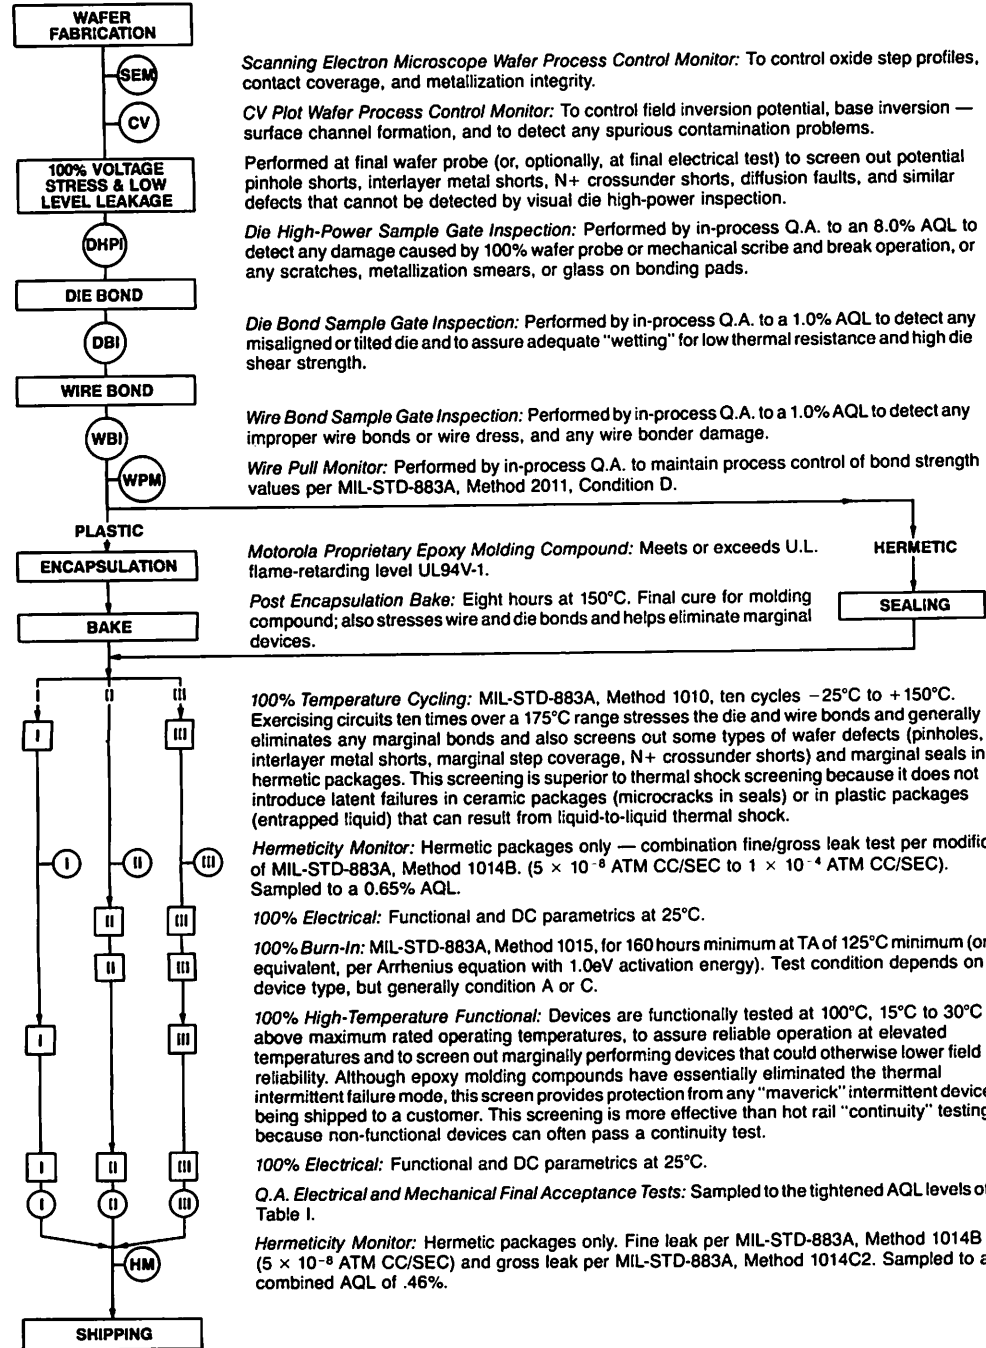 WAFER
FABRICATION
SEM
Scanning Electron Microscope Wafer Process Control Monitor: To control oxide step profiles,
contact coverage, and metallization integrity.
CV
CV Plot Wafer Process Control Monitor: To control field inversion potential, base inversion —
surface channel formation, and to detect any spurious contamination problems.
100% VOLTAGE
STRESS & LOW
LEVEL LEAKAGE
Performed at final wafer probe (or, optionally, at final electrical test) to screen out potential
pinhole shorts, interlayer metal shorts, N+ crossunder shorts, diffusion faults, and similar
defects that cannot be detected by visual die high-power inspection.
DHPI
Die High-Power Sample Gate Inspection: Performed by in-process Q.A. to an 8.0% AQL to
detect any damage caused by 100% wafer probe or mechanical scribe and break operation, or
any scratches, metallization smears, or glass on bonding pads.
DIE BOND
DBI
Die Bond Sample Gate Inspection: Performed by in-process Q.A. to a 1.0% AQL to detect any
misaligned or tilted die and to assure adequate "wetting" for low thermal resistance and high die
shear strength.
WIRE BOND
WBI
Wire Bond Sample Gate Inspection: Performed by in-process Q.A. to a 1.0% AQL to detect any
improper wire bonds or wire dress, and any wire bonder damage.
WPM
Wire Pull Monitor: Performed by in-process Q.A. to maintain process control of bond strength
values per MIL-STD-883A, Method 2011, Condition D.
PLASTIC
HERMETIC
ENCAPSULATION
Motorola Proprietary Epoxy Molding Compound: Meets or exceeds U.L.
flame-retarding level UL94V-1.
SEALING
BAKE
Post Encapsulation Bake: Eight hours at 150°C. Final cure for molding
compound; also stresses wire and die bonds and helps eliminate marginal
devices.
I II III
I III
100% Temperature Cycling: MIL-STD-883A, Method 1010, ten cycles −25°C to +150°C.
Exercising circuits ten times over a 175°C range stresses the die and wire bonds and generally
eliminates any marginal bonds and also screens out some types of wafer defects (pinholes,
interlayer metal shorts, marginal step coverage, N+ crossunder shorts) and marginal seals in
hermetic packages. This screening is superior to thermal shock screening because it does not
introduce latent failures in ceramic packages (microcracks in seals) or in plastic packages
(entrapped liquid) that can result from liquid-to-liquid thermal shock.
I II III
Hermeticity Monitor: Hermetic packages only — combination fine/gross leak test per modific
of MIL-STD-883A, Method 1014B. (5 × 10⁻⁸ ATM CC/SEC to 1 × 10⁻⁴ ATM CC/SEC).
Sampled to a 0.65% AQL.
II III
100% Electrical: Functional and DC parametrics at 25°C.
II III
100% Burn-In: MIL-STD-883A, Method 1015, for 160 hours minimum at TA of 125°C minimum (or
equivalent, per Arrhenius equation with 1.0eV activation energy). Test condition depends on
device type, but generally condition A or C.
I III
100% High-Temperature Functional: Devices are functionally tested at 100°C, 15°C to 30°C
above maximum rated operating temperatures, to assure reliable operation at elevated
temperatures and to screen out marginally performing devices that could otherwise lower field
reliability. Although epoxy molding compounds have essentially eliminated the thermal
intermittent failure mode, this screen provides protection from any "maverick" intermittent device
being shipped to a customer. This screening is more effective than hot rail "continuity" testing
because non-functional devices can often pass a continuity test.
I II III
100% Electrical: Functional and DC parametrics at 25°C.
I II III
Q.A. Electrical and Mechanical Final Acceptance Tests: Sampled to the tightened AQL levels of
Table I.
HM
Hermeticity Monitor: Hermetic packages only. Fine leak per MIL-STD-883A, Method 1014B
(5 × 10⁻⁸ ATM CC/SEC) and gross leak per MIL-STD-883A, Method 1014C2. Sampled to a
combined AQL of .46%.
SHIPPING